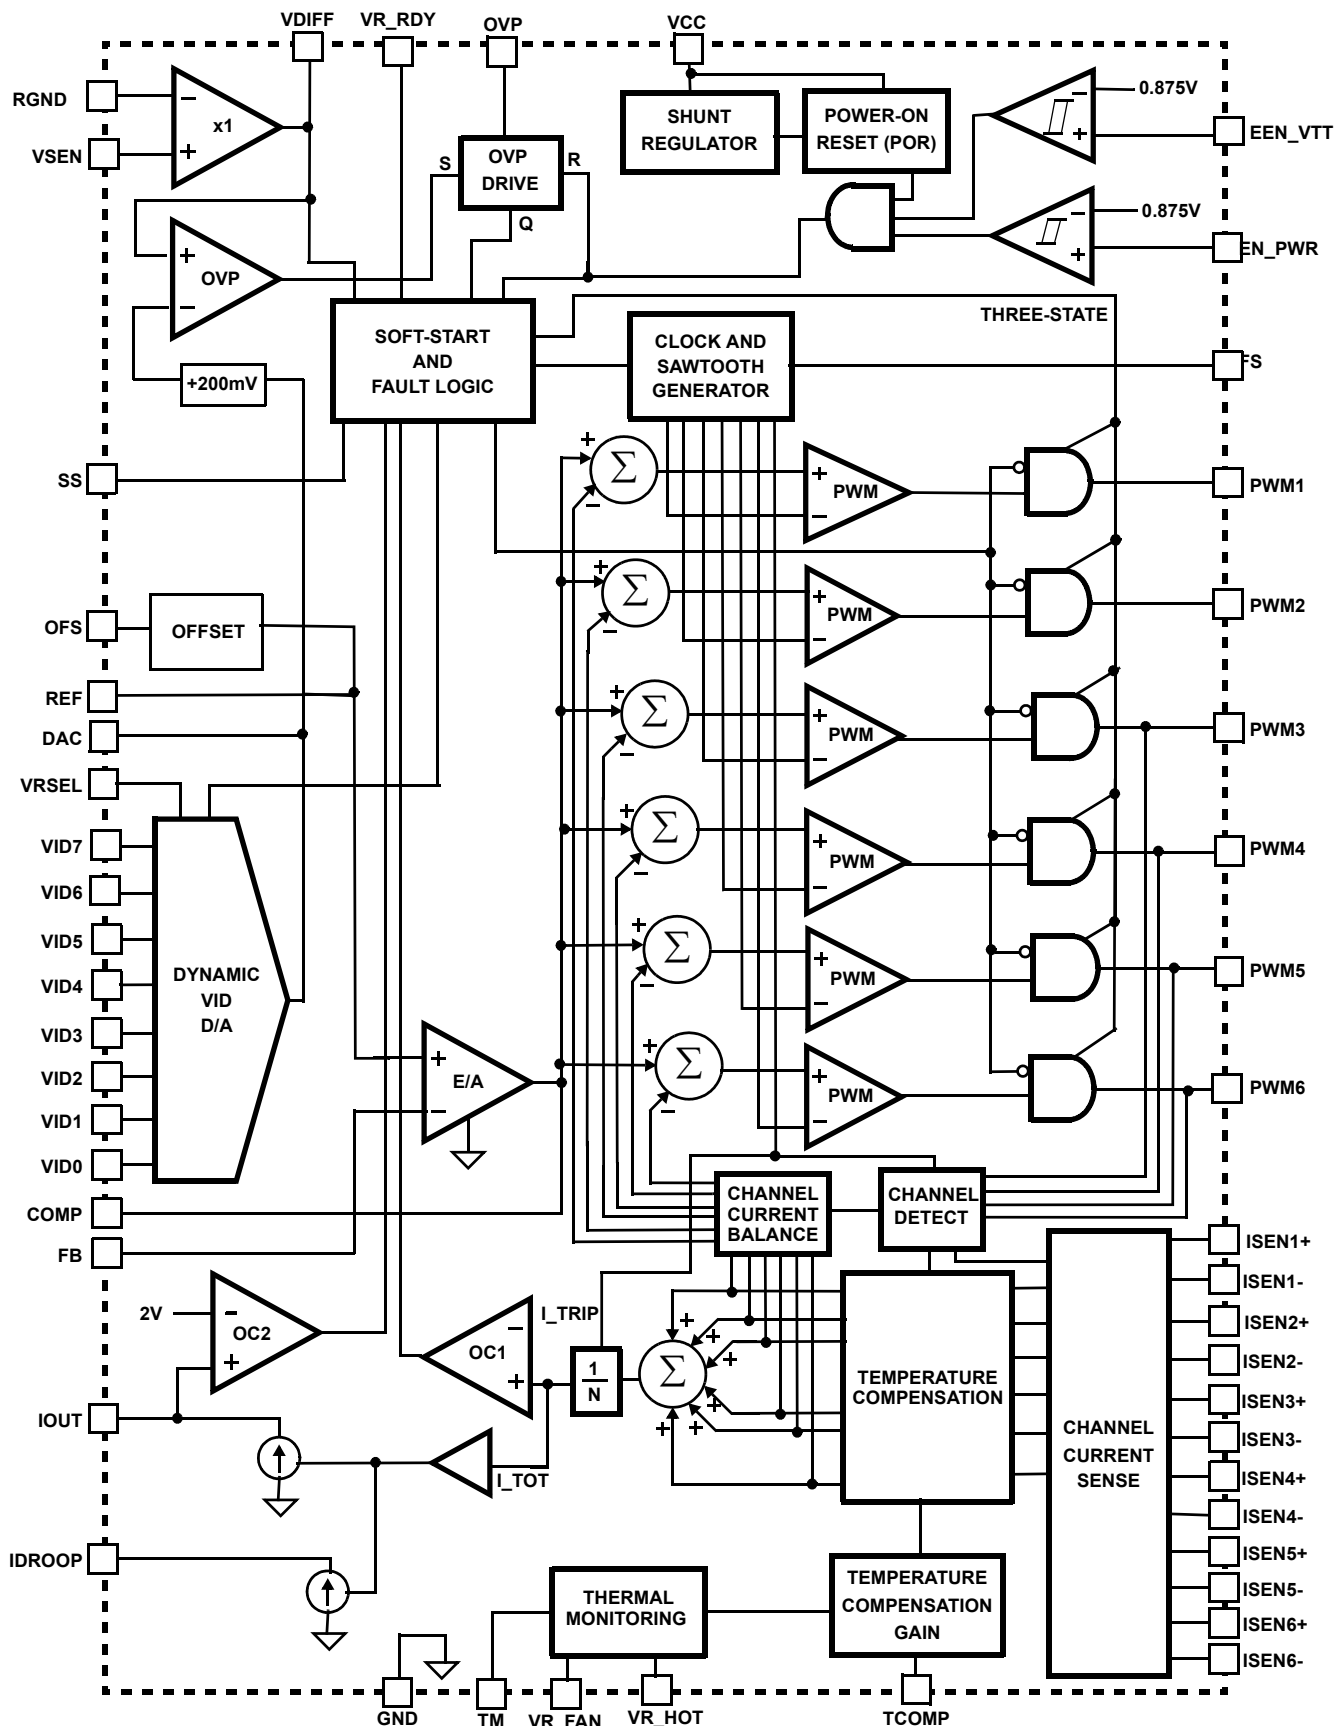 VDIFF
VR_RDY
OVP
VCC
RGND
VSEN
−
x1
+
S
OVP
DRIVE
R
Q
SHUNT
REGULATOR
POWER-ON
RESET (POR)
−
+
0.875V
EEN_VTT
−
+
0.875V
EN_PWR
+
OVP
−
+200mV
SOFT-START
AND
FAULT LOGIC
CLOCK AND
SAWTOOTH
GENERATOR
THREE-STATE
FS
SS
+
Σ
−
+
PWM
−
PWM1
OFS
OFFSET
+
Σ
−
+
PWM
−
PWM2
REF
DAC
+
Σ
−
+
PWM
−
PWM3
VRSEL
VID7
VID6
VID5
VID4
VID3
VID2
VID1
VID0
DYNAMIC
VID
D/A
+
Σ
−
+
PWM
−
PWM4
+
Σ
−
+
PWM
−
PWM5
+
E/A
−
+
Σ
−
+
PWM
−
PWM6
COMP
FB
CHANNEL
CURRENT
BALANCE
CHANNEL
DETECT
2V
−
OC2
+
−
OC1
+
I_TRIP
1
N
Σ
+
+
+
+
+
+
I_TOT
TEMPERATURE
COMPENSATION
CHANNEL
CURRENT
SENSE
ISEN1+
ISEN1-
ISEN2+
ISEN2-
ISEN3+
ISEN3-
ISEN4+
ISEN4-
ISEN5+
ISEN5-
ISEN6+
ISEN6-
IOUT
IDROOP
THERMAL
MONITORING
TEMPERATURE
COMPENSATION
GAIN
GND
TM
VR_FAN
VR_HOT
TCOMP